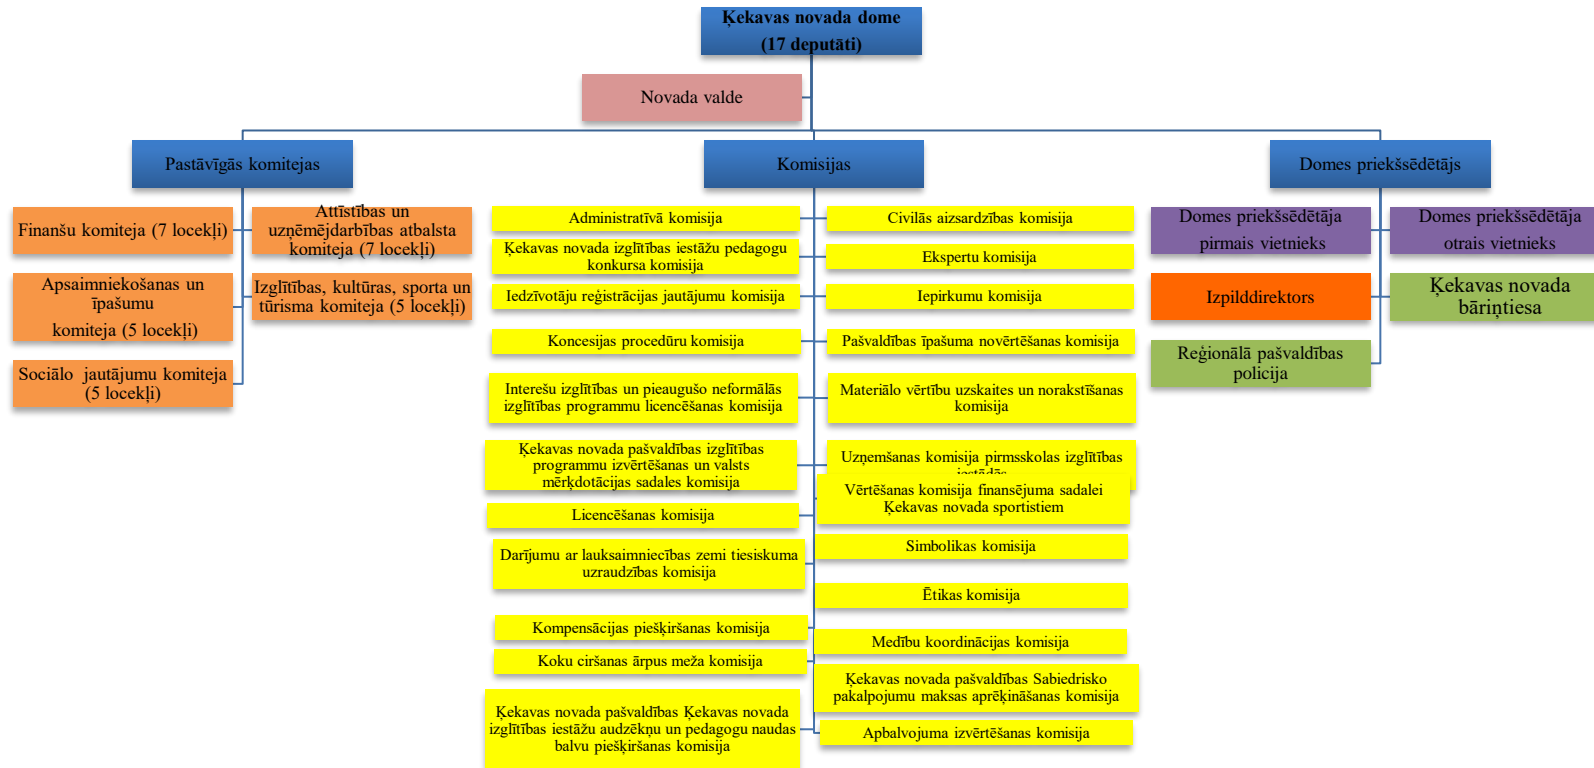 Ķekavas novada dome
(17 deputāti)
Novada valde
Pastāvīgās komitejas
Komisijas
Domes priekšsēdētājs
Finanšu komiteja (7 locekļi)
Attīstības un
uzņēmējdarbības atbalsta
komiteja (7 locekļi)
Apsaimniekošanas un
īpašumu
komiteja (5 locekļi)
Izglītības, kultūras, sporta un
tūrisma komiteja (5 locekļi)
Sociālo jautājumu komiteja
(5 locekļi)
Administratīvā komisija
Civilās aizsardzības komisija
Ķekavas novada izglītības iestāžu pedagogu
konkursa komisija
Ekspertu komisija
Iedzīvotāju reģistrācijas jautājumu komisija
Iepirkumu komisija
Koncesijas procedūru komisija
Pašvaldības īpašuma novērtēšanas komisija
Interešu izglītības un pieaugušo neformālās
izglītības programmu licencēšanas komisija
Materiālo vērtību uzskaites un norakstīšanas
komisija
Ķekavas novada pašvaldības izglītības
programmu izvērtēšanas un valsts
mērķdotācijas sadales komisija
Uzņemšanas komisija pirmsskolas izglītības
iestādēs
Licencēšanas komisija
Vērtēšanas komisija finansējuma sadalei
Ķekavas novada sportistiem
Darījumu ar lauksaimniecības zemi tiesiskuma
uzraudzības komisija
Simbolikas komisija
Ētikas komisija
Kompensācijas piešķiršanas komisija
Medību koordinācijas komisija
Koku ciršanas ārpus meža komisija
Ķekavas novada pašvaldības Sabiedrisko
pakalpojumu maksas aprēķināšanas komisija
Ķekavas novada pašvaldības Ķekavas novada
izglītības iestāžu audzēkņu un pedagogu naudas
balvu piešķiršanas komisija
Apbalvojuma izvērtēšanas komisija
Domes priekšsēdētāja
pirmais vietnieks
Domes priekšsēdētāja
otrais vietnieks
Izpilddirektors
Ķekavas novada
bāriņtiesa
Reģionālā pašvaldības
policija